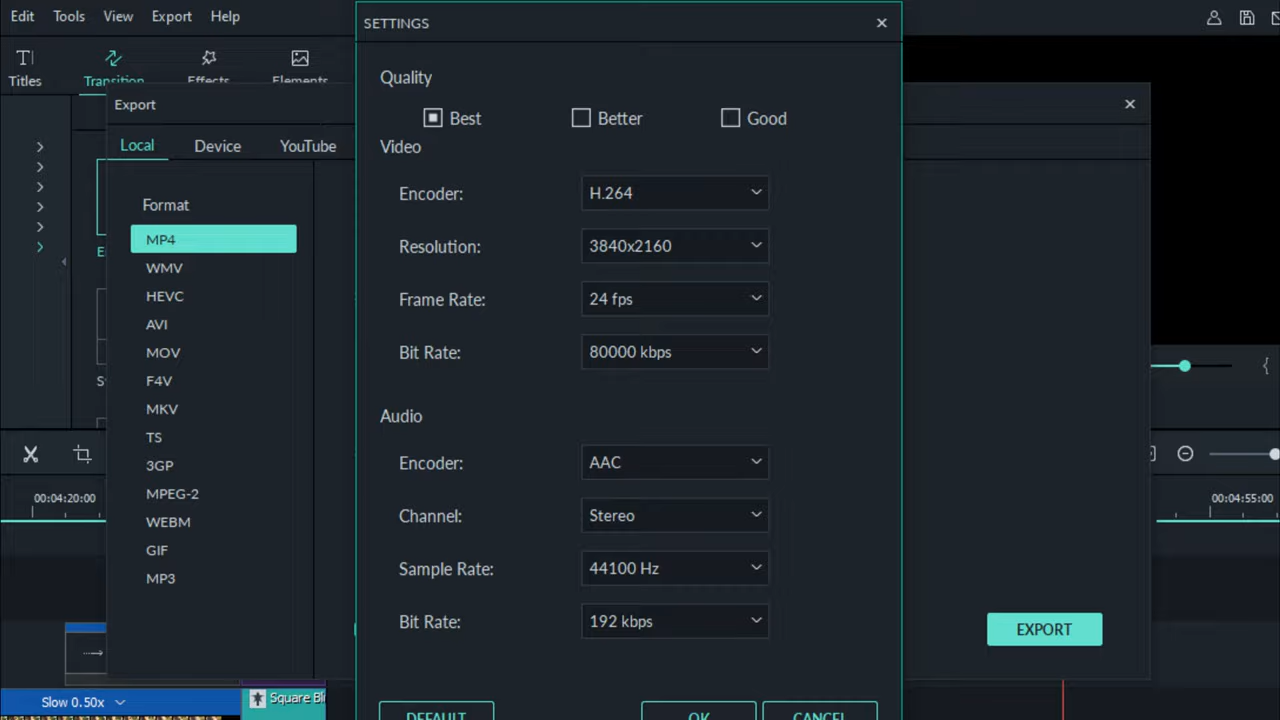 Edit Tools View Export Help
SETTINGS
Titles Transition Effects Elements
Export
Local Device YouTube
Format
MP4
WMV
HEVC
AVI
MOV
F4V
MKV
TS
3GP
MPEG-2
WEBM
GIF
MP3
Quality
Best Better Good
Video
Encoder: H.264
Resolution: 3840x2160
Frame Rate: 24 fps
Bit Rate: 80000 kbps
Audio
Encoder: AAC
Channel: Stereo
Sample Rate: 44100 Hz
Bit Rate: 192 kbps
EXPORT
DEFAULT OK CANCEL
00:04:20:00
00:04:55:00
Slow 0.50x
Square Bl